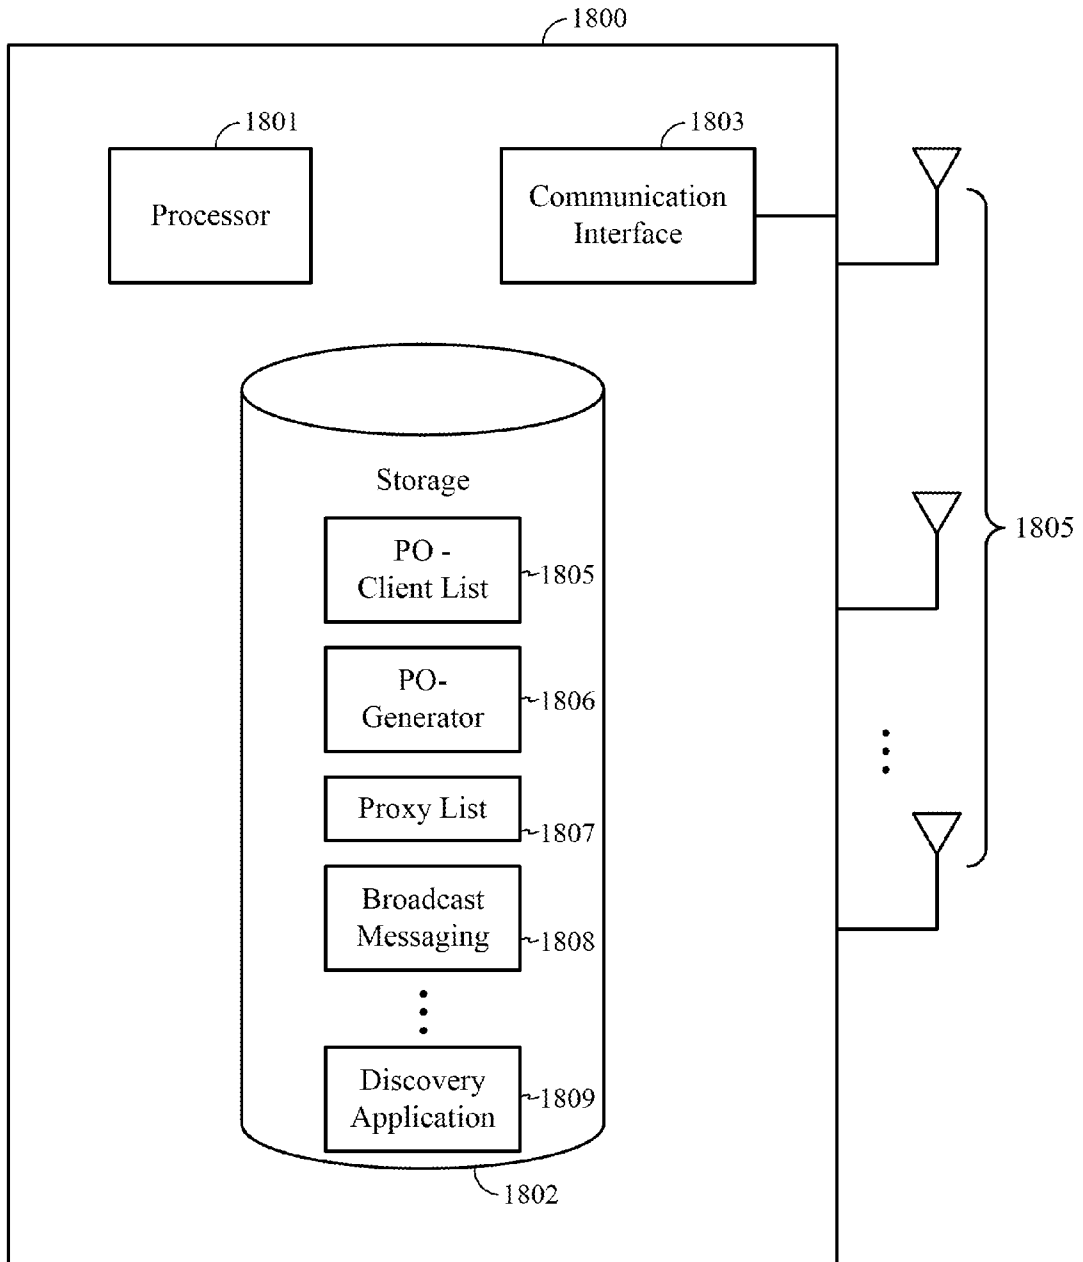 1800
1801
1803
Processor
Communication
Interface
Storage
PO -
Client List
1805
1805
PO-
Generator
1806
Proxy List
1807
Broadcast
Messaging
1808
Discovery
Application
1809
1802